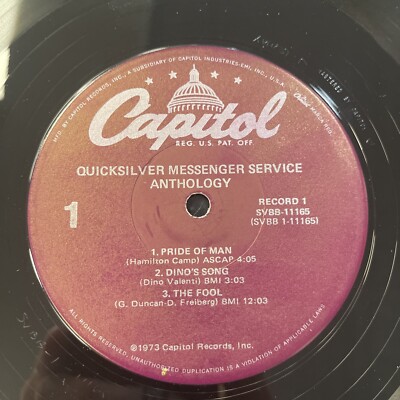 MFD. BY CAPITOL RECORDS, INC., A SUBSIDIARY OF CAPITOL INDUSTRIES-EMI, INC., U.S.A.
Capitol
REG. U.S. PAT. OFF.
QUICKSILVER MESSENGER SERVICE
ANTHOLOGY
1
RECORD 1
SVBB-11165
(SVBB 1-11165)
1. PRIDE OF MAN
(Hamilton Camp) ASCAP 4:05
2. DINO'S SONG
(Dino Valenti) BMI 3:03
3. THE FOOL
(G. Duncan-D. Freiberg) BMI 12:03
℗1973 Capitol Records, Inc.
ALL RIGHTS RESERVED. UNAUTHORIZED DUPLICATION IS A VIOLATION OF APPLICABLE LAWS